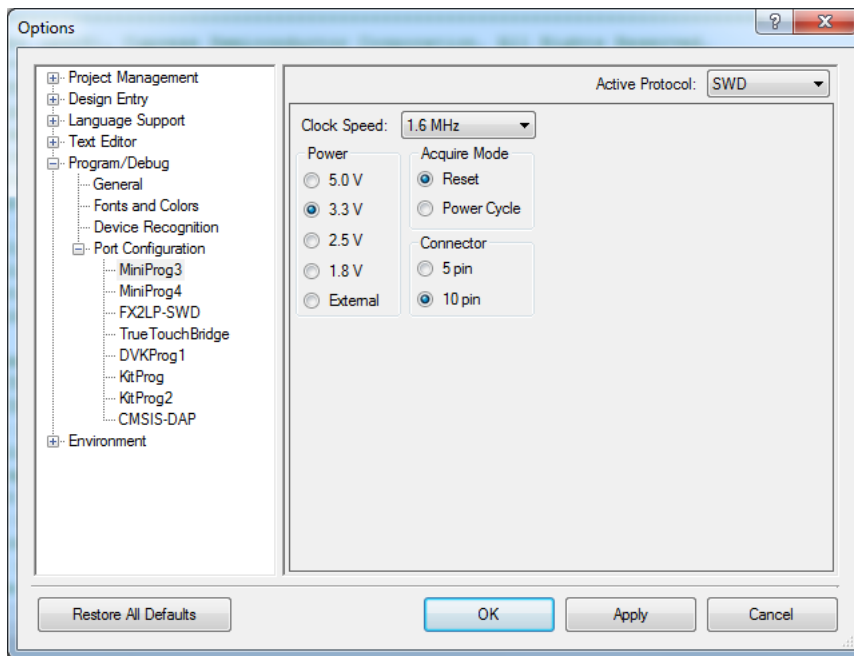 Options
Project Management
Design Entry
Language Support
Text Editor
Program/Debug
General
Fonts and Colors
Device Recognition
Port Configuration
MiniProg3
MiniProg4
FX2LP-SWD
TrueTouchBridge
DVKProg1
KitProg
KitProg2
CMSIS-DAP
Environment
Active Protocol: SWD
Clock Speed: 1.6 MHz
Power
5.0 V
3.3 V
2.5 V
1.8 V
External
Acquire Mode
Reset
Power Cycle
Connector
5 pin
10 pin
Restore All Defaults
OK
Apply
Cancel